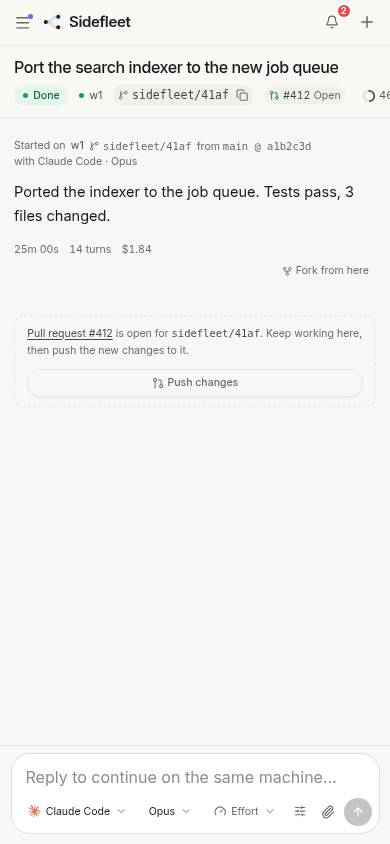 Sidefleet
2
Port the search indexer to the new job queue
Done w1 sidefleet/41af #412 Open 46
Started on w1 sidefleet/41af from main @ a1b2c3d
with Claude Code · Opus
Ported the indexer to the job queue. Tests pass, 3
files changed.
25m 00s 14 turns $1.84
Fork from here
Pull request #412 is open for sidefleet/41af. Keep working here,
then push the new changes to it.
Push changes
Reply to continue on the same machine...
Claude Code Opus Effort